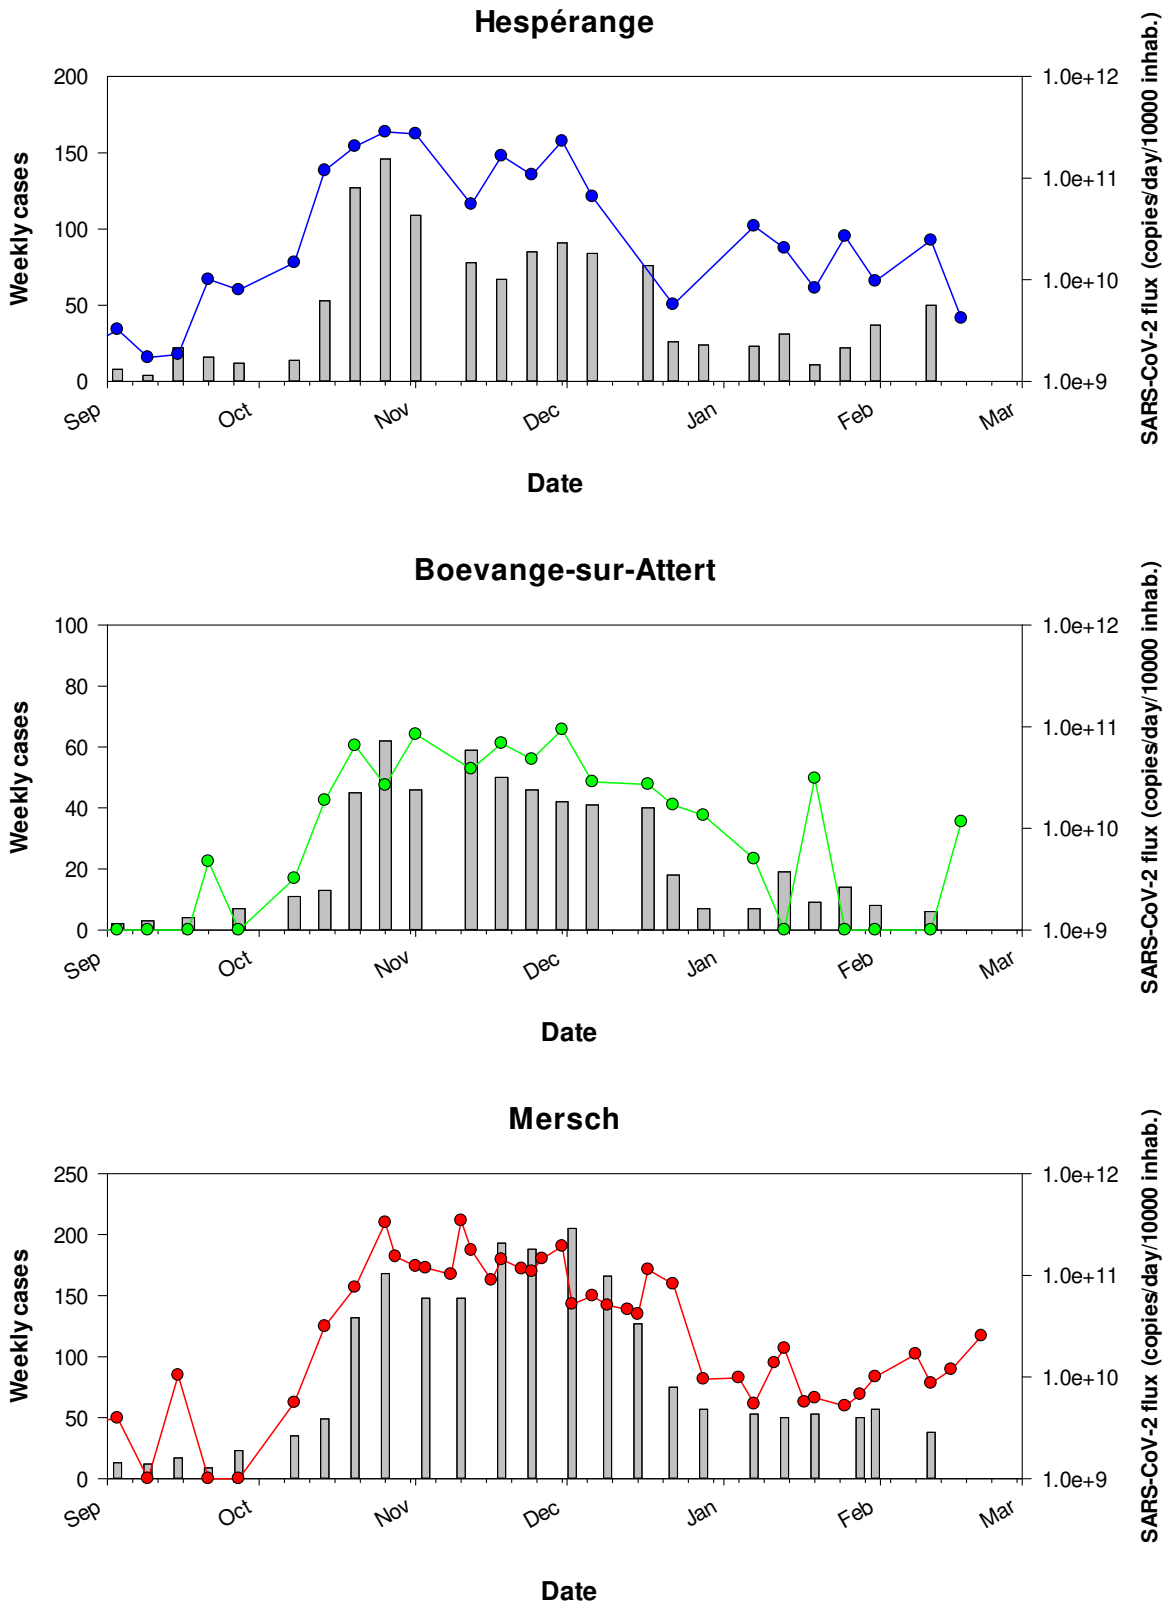 Hespérange
Weekly cases
SARS-CoV-2 flux (copies/day/10000 inhab.)
200
150
100
50
0
1.0e+12
1.0e+11
1.0e+10
1.0e+9
Sep Oct Nov Dec Jan Feb Mar
Date
Boevange-sur-Attert
Weekly cases
SARS-CoV-2 flux (copies/day/10000 inhab.)
100
80
60
40
20
0
1.0e+12
1.0e+11
1.0e+10
1.0e+9
Sep Oct Nov Dec Jan Feb Mar
Date
Mersch
Weekly cases
SARS-CoV-2 flux (copies/day/10000 inhab.)
250
200
150
100
50
0
1.0e+12
1.0e+11
1.0e+10
1.0e+9
Sep Oct Nov Dec Jan Feb Mar
Date